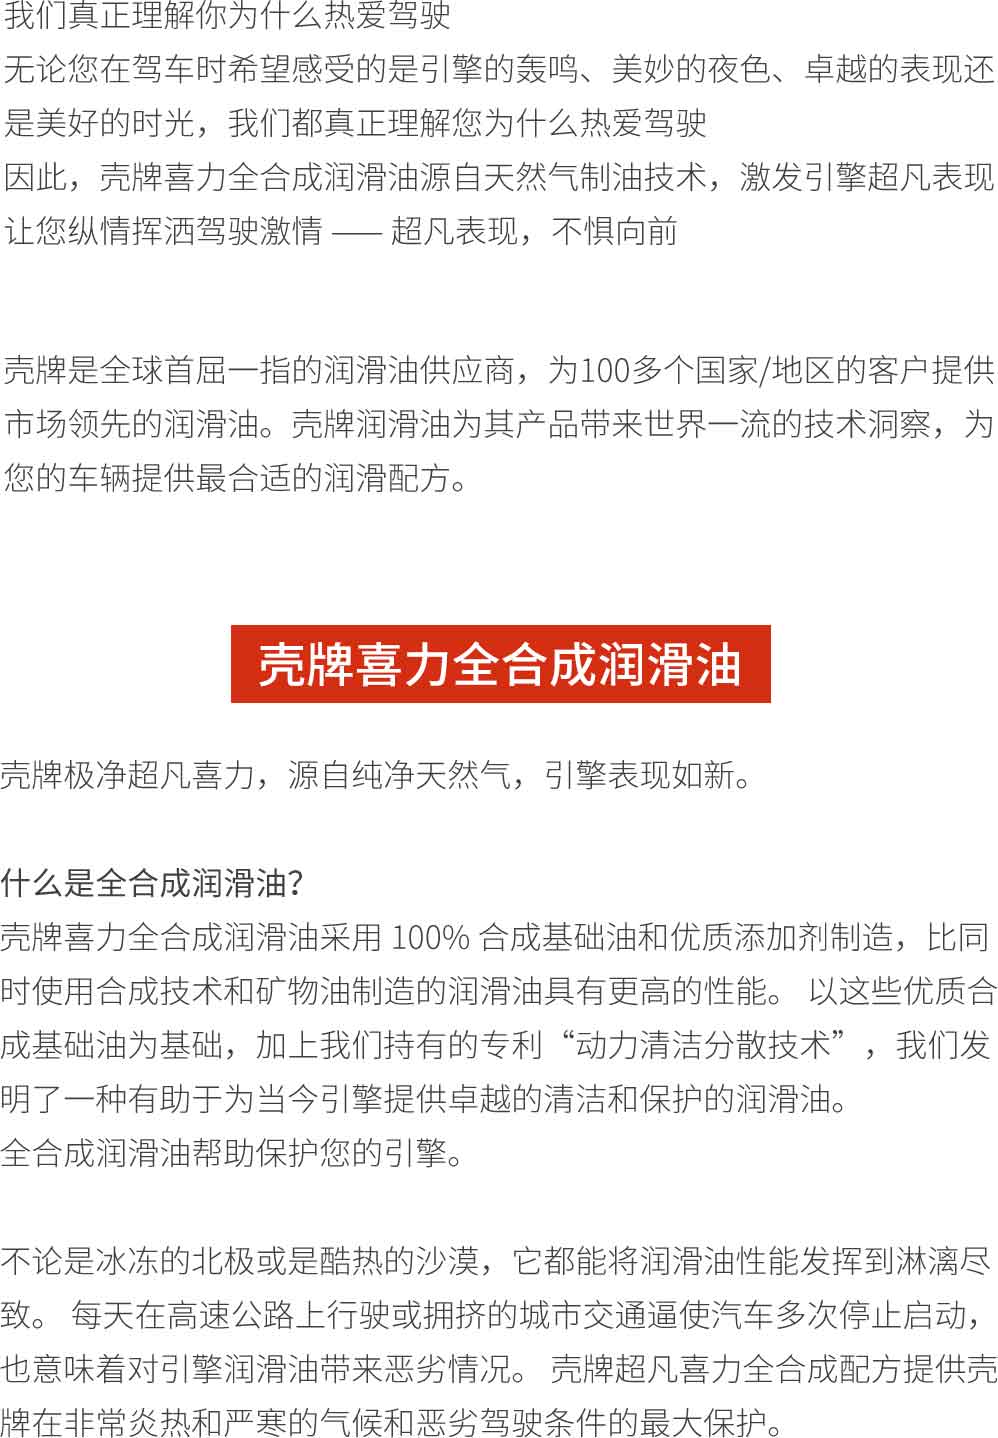 我们真正理解你为什么热爱驾驶
无论您在驾车时希望感受的是引擎的轰鸣、美妙的夜色、卓越的表现还
是美好的时光，我们都真正理解您为什么热爱驾驶
因此，壳牌喜力全合成润滑油源自天然气制油技术，激发引擎超凡表现
让您纵情挥洒驾驶激情 —— 超凡表现，不惧向前
壳牌是全球首屈一指的润滑油供应商，为100多个国家/地区的客户提供
市场领先的润滑油。壳牌润滑油为其产品带来世界一流的技术洞察，为
您的车辆提供最合适的润滑配方。
壳牌喜力全合成润滑油
壳牌极净超凡喜力，源自纯净天然气，引擎表现如新。
什么是全合成润滑油？
壳牌喜力全合成润滑油采用 100% 合成基础油和优质添加剂制造，比同
时使用合成技术和矿物油制造的润滑油具有更高的性能。 以这些优质合
成基础油为基础，加上我们持有的专利“动力清洁分散技术”，我们发
明了一种有助于为当今引擎提供卓越的清洁和保护的润滑油。
全合成润滑油帮助保护您的引擎。
不论是冰冻的北极或是酷热的沙漠，它都能将润滑油性能发挥到淋漓尽
致。 每天在高速公路上行驶或拥挤的城市交通逼使汽车多次停止启动，
也意味着对引擎润滑油带来恶劣情况。 壳牌超凡喜力全合成配方提供壳
牌在非常炎热和严寒的气候和恶劣驾驶条件的最大保护。